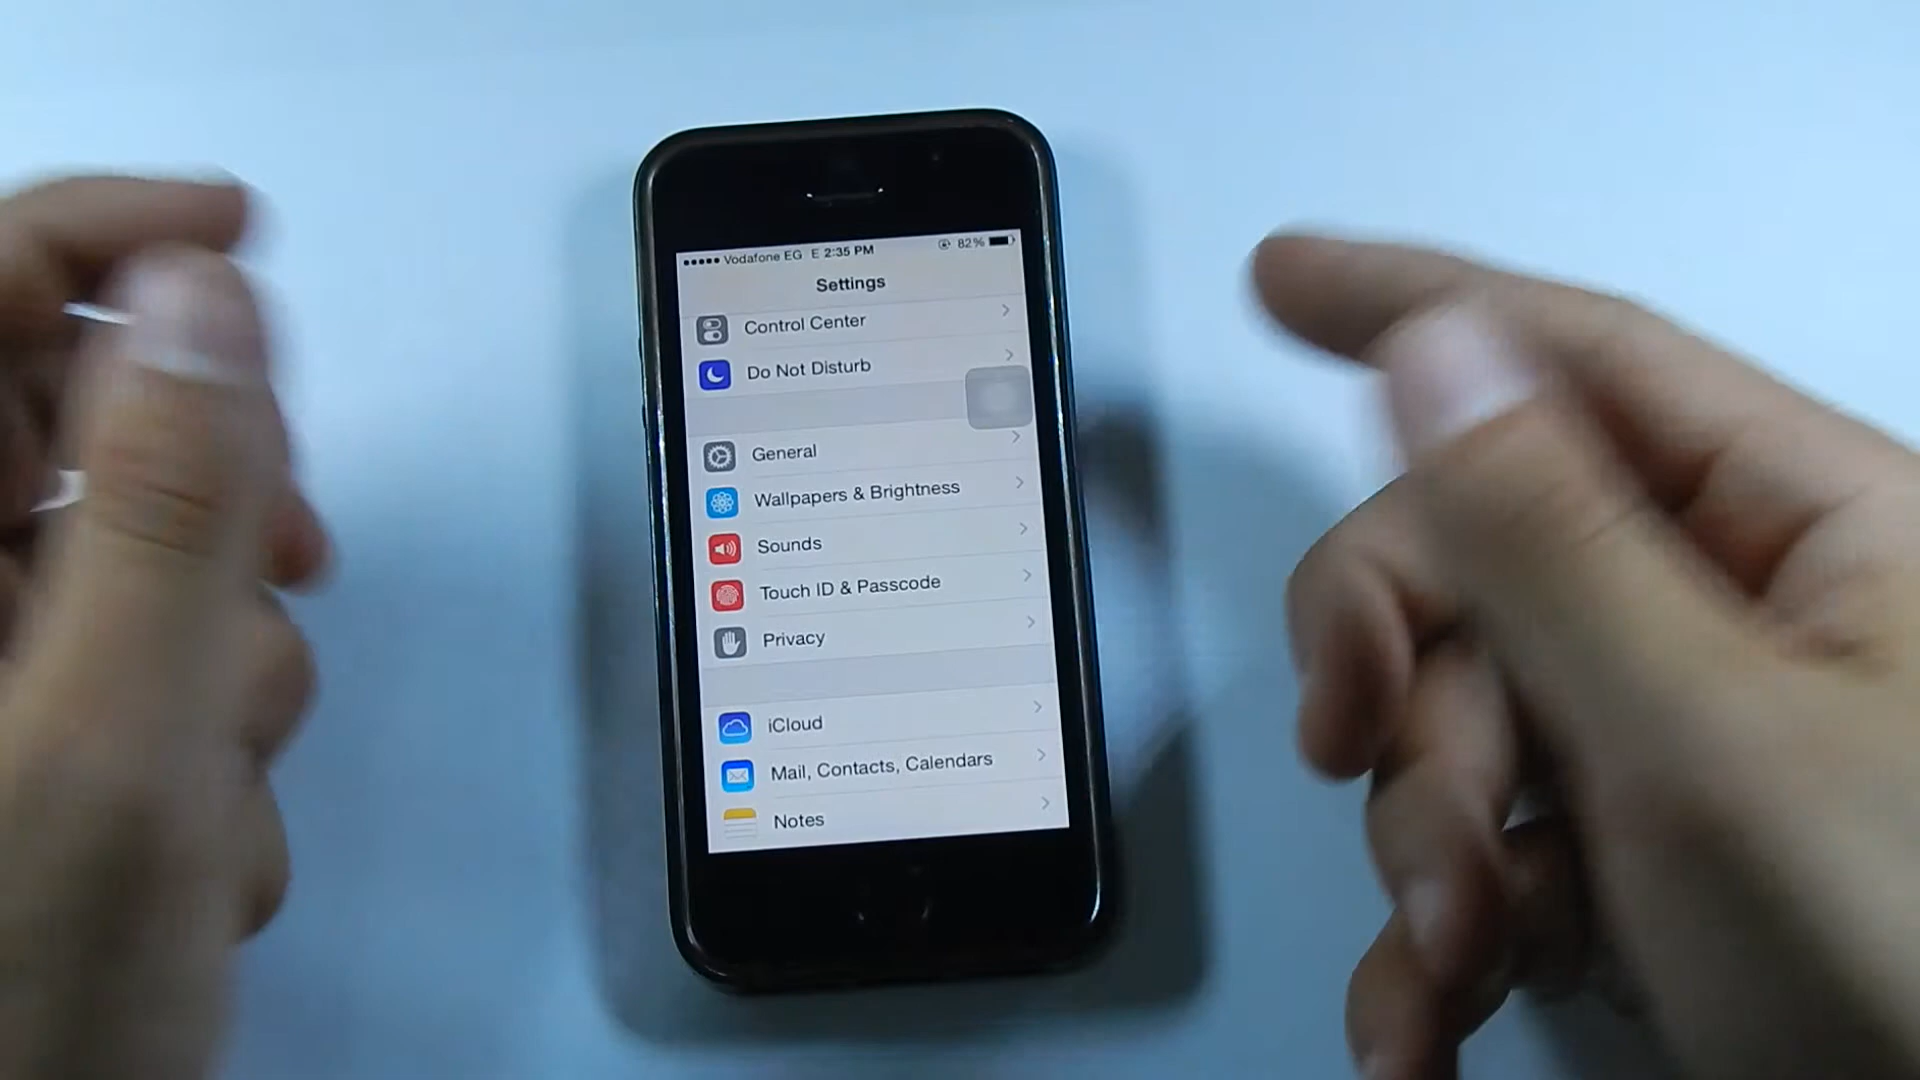 Vodafone EG E 2:35 PM 82%
Settings
Control Center
Do Not Disturb
General
Wallpapers & Brightness
Sounds
Touch ID & Passcode
Privacy
iCloud
Mail, Contacts, Calendars
Notes